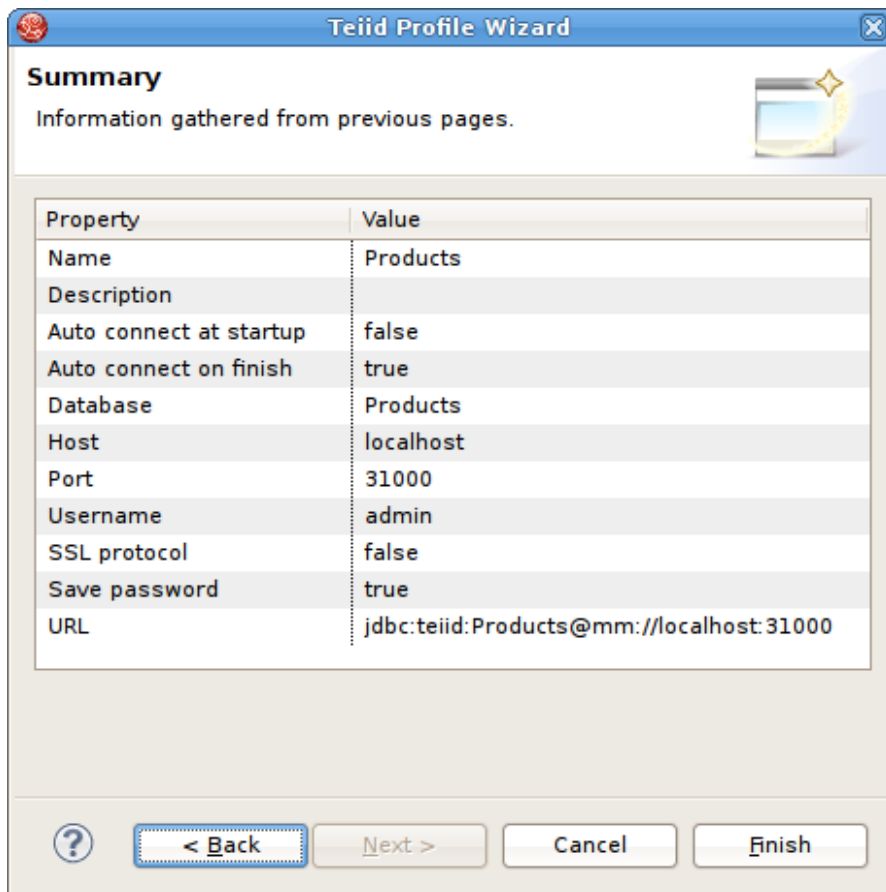 Teiid Profile Wizard
Summary
Information gathered from previous pages.
Property Value
Name Products
Description
Auto connect at startup false
Auto connect on finish true
Database Products
Host localhost
Port 31000
Username admin
SSL protocol false
Save password true
URL jdbc:teiid:Products@mm://localhost:31000
? < Back Next > Cancel Finish